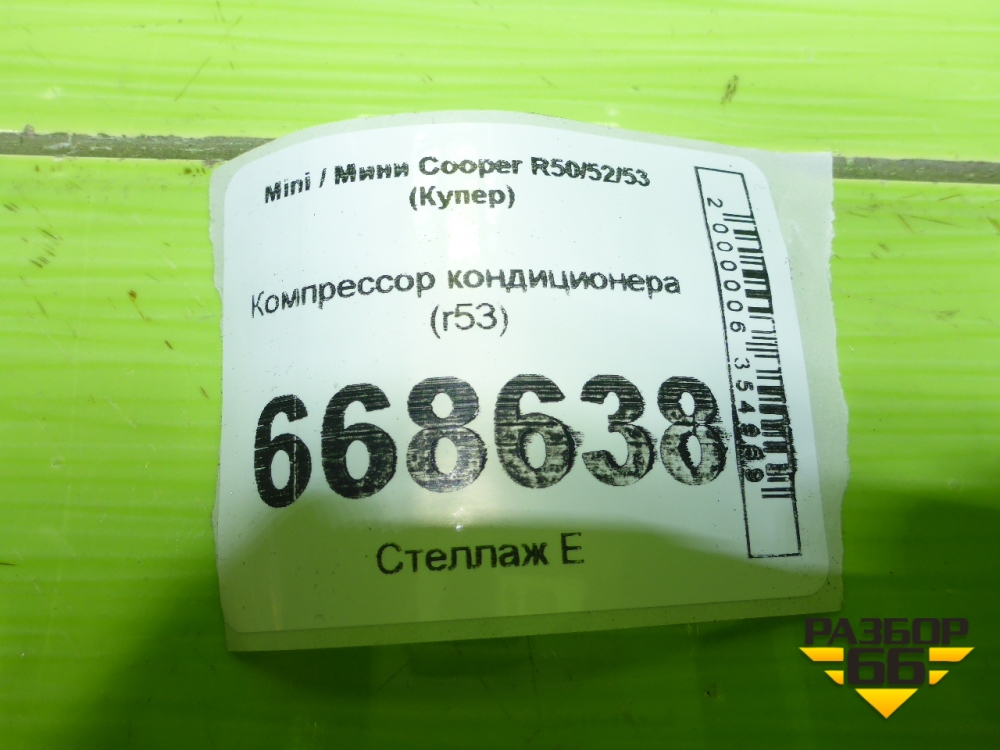 Mini / Мини Cooper R50/52/53
(Купер)
Компрессор кондиционера
(r53)
668638
Стеллаж E
РАЗБОР
66